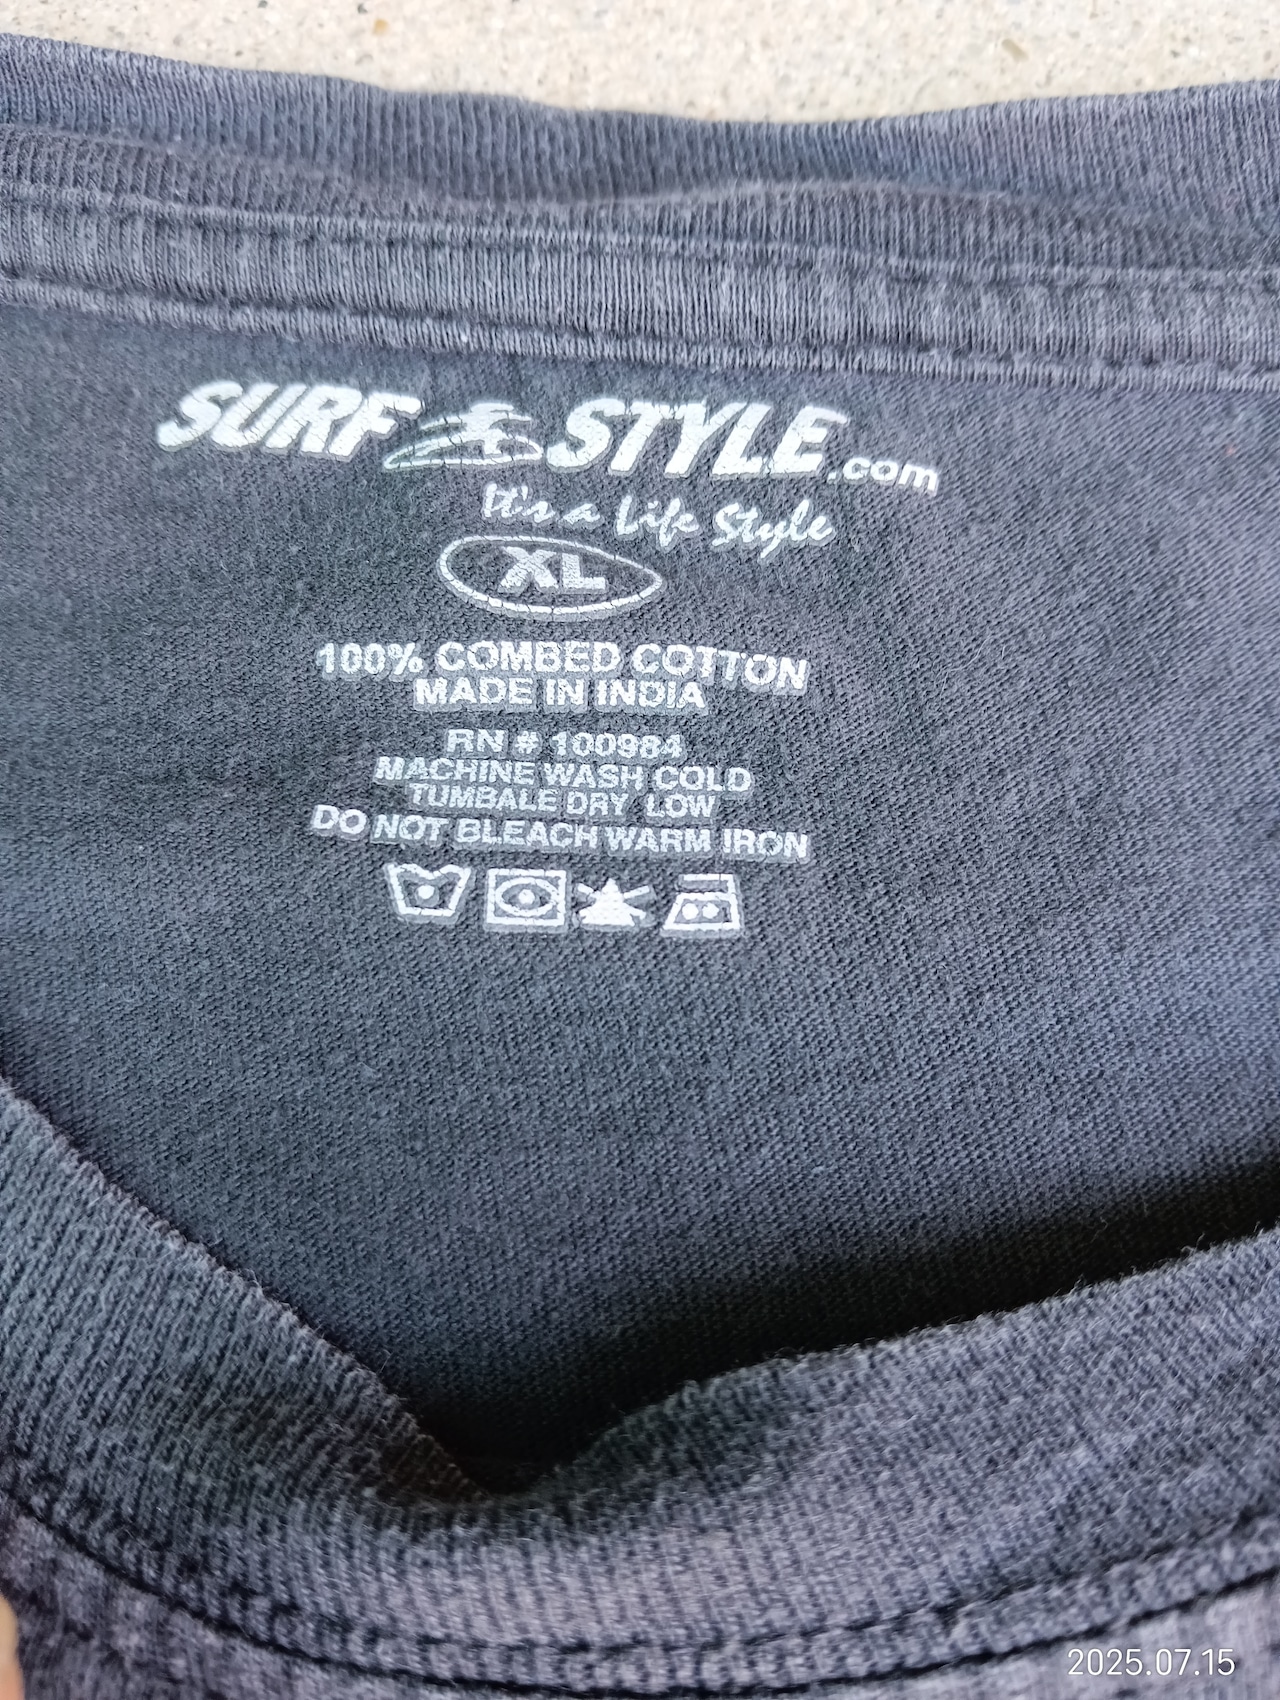 SURF STYLE.com
It's a Life Style
XL
100% COMBED COTTON
MADE IN INDIA
RN # 100984
MACHINE WASH COLD
TUMBALE DRY LOW
DO NOT BLEACH WARM IRON
2025.07.15